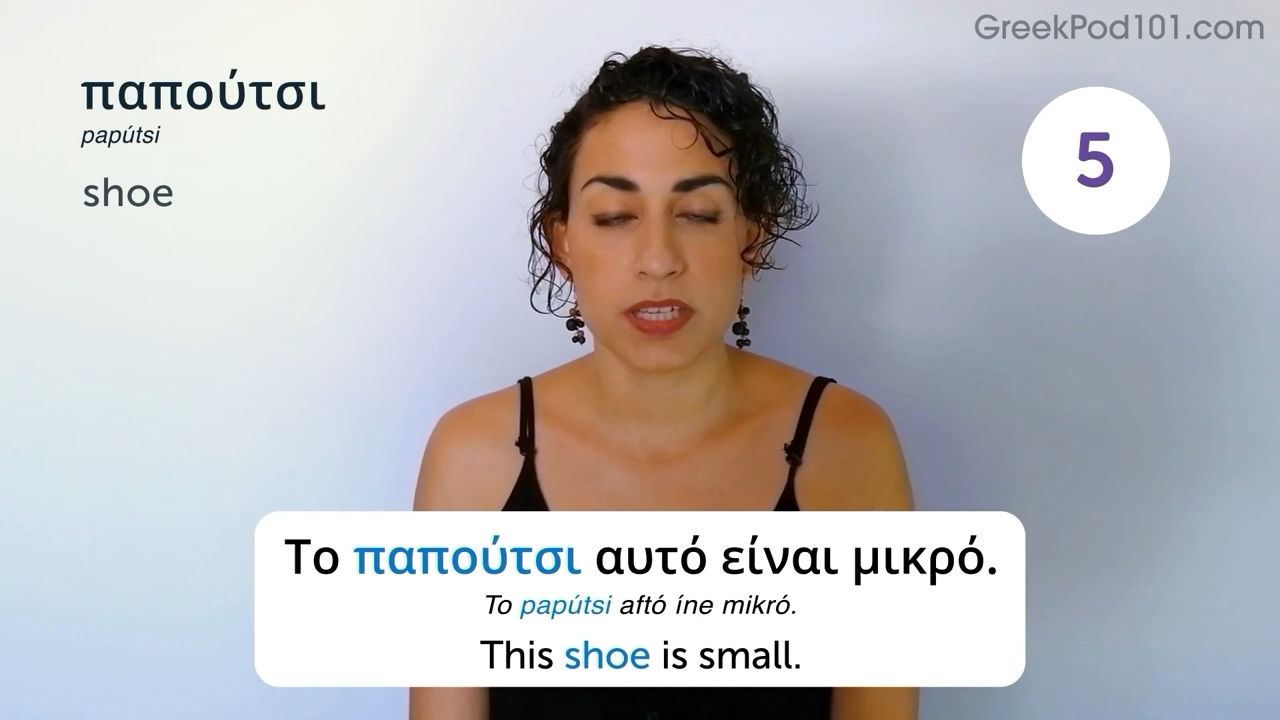 GreekPod101.com
παπούτσι
papútsi
shoe
5
Το παπούτσι αυτό είναι μικρό.
To papútsi aftó íne mikró.
This shoe is small.